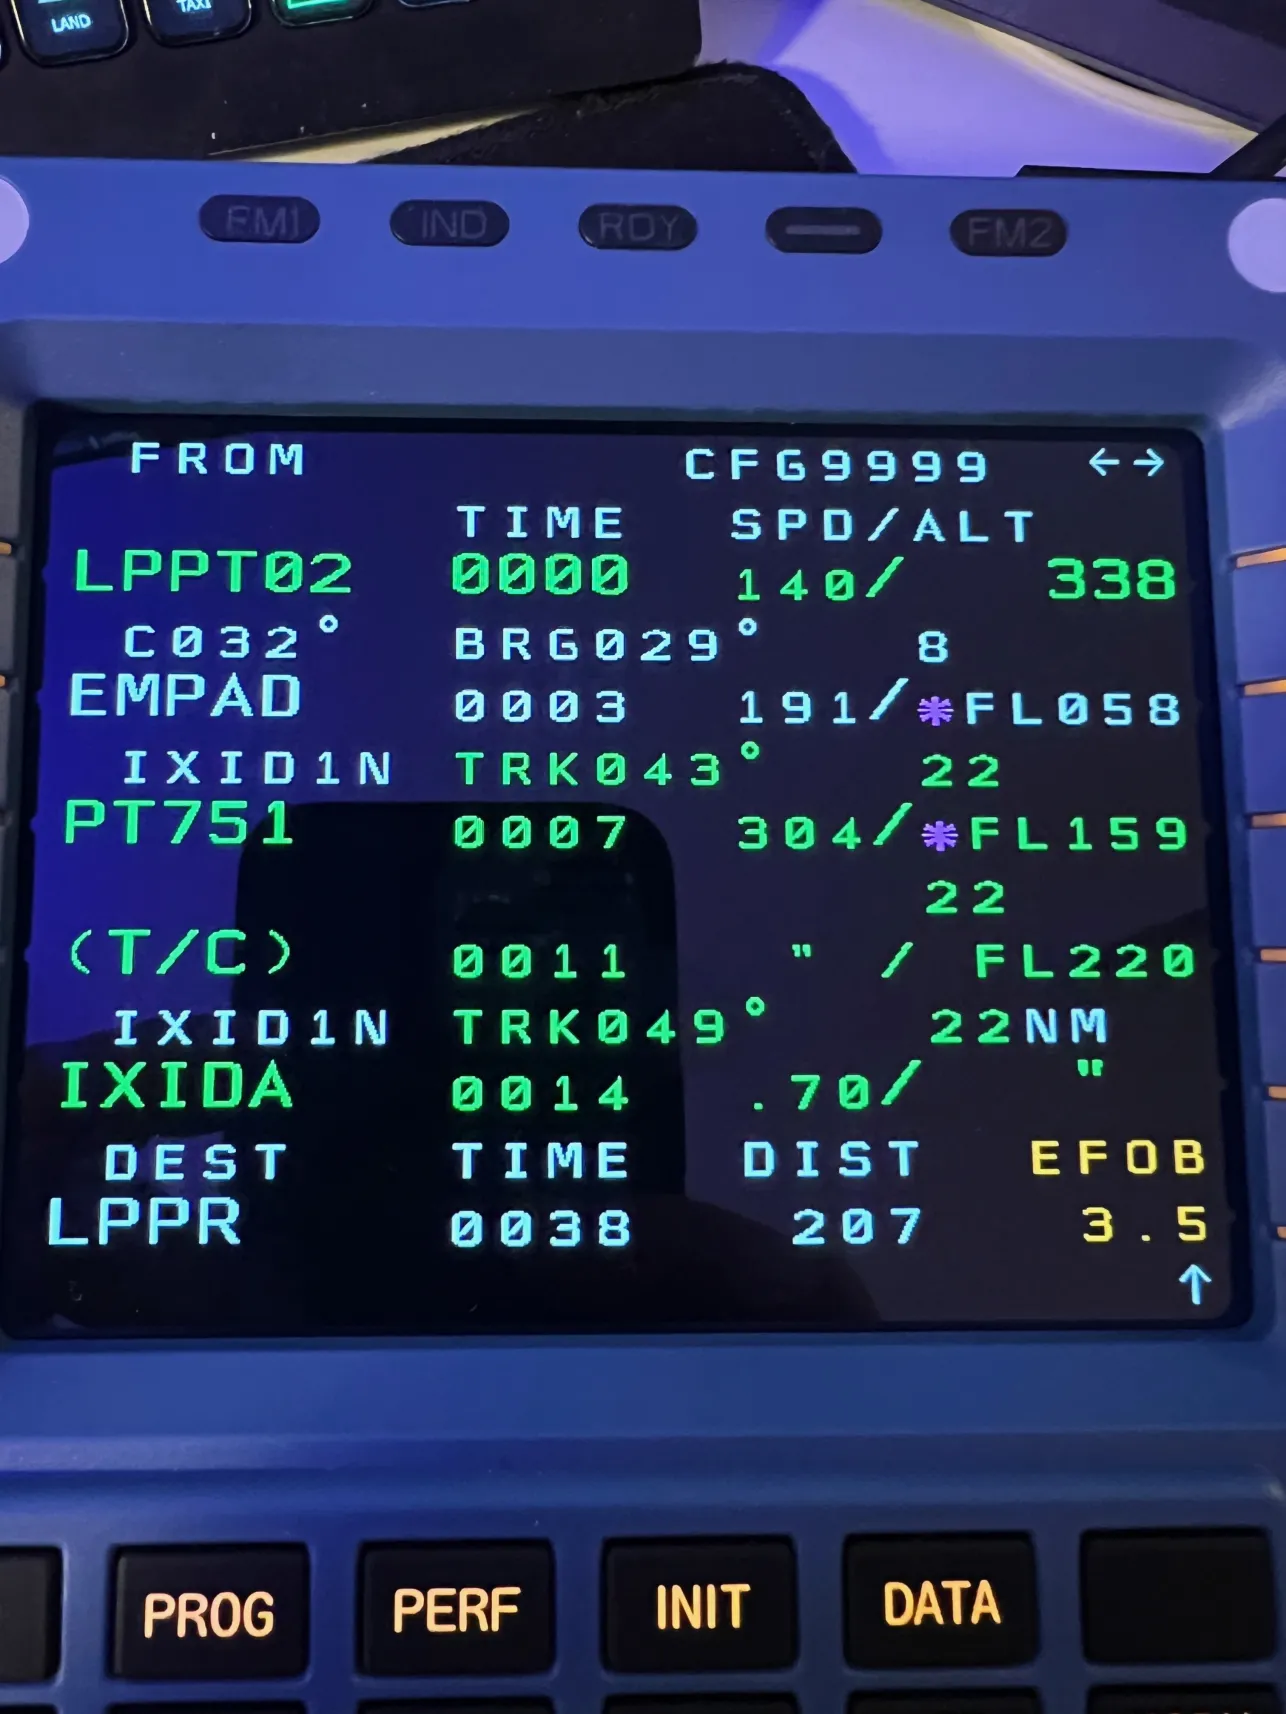 LAND TAXI
FM1 IND RDY FM2
FROM CFG9999 ←→
TIME SPD/ALT
LPPT02 0000 140/ 338
C032° BRG029° 8
EMPAD 0003 191/*FL058
IXID1N TRK043° 22
PT751 0007 304/*FL159
22
(T/C) 0011 " / FL220
IXID1N TRK049° 22NM
IXIDA 0014 .70/ "
DEST TIME DIST EFOB
LPPR 0038 207 3.5
↑
PROG PERF INIT DATA